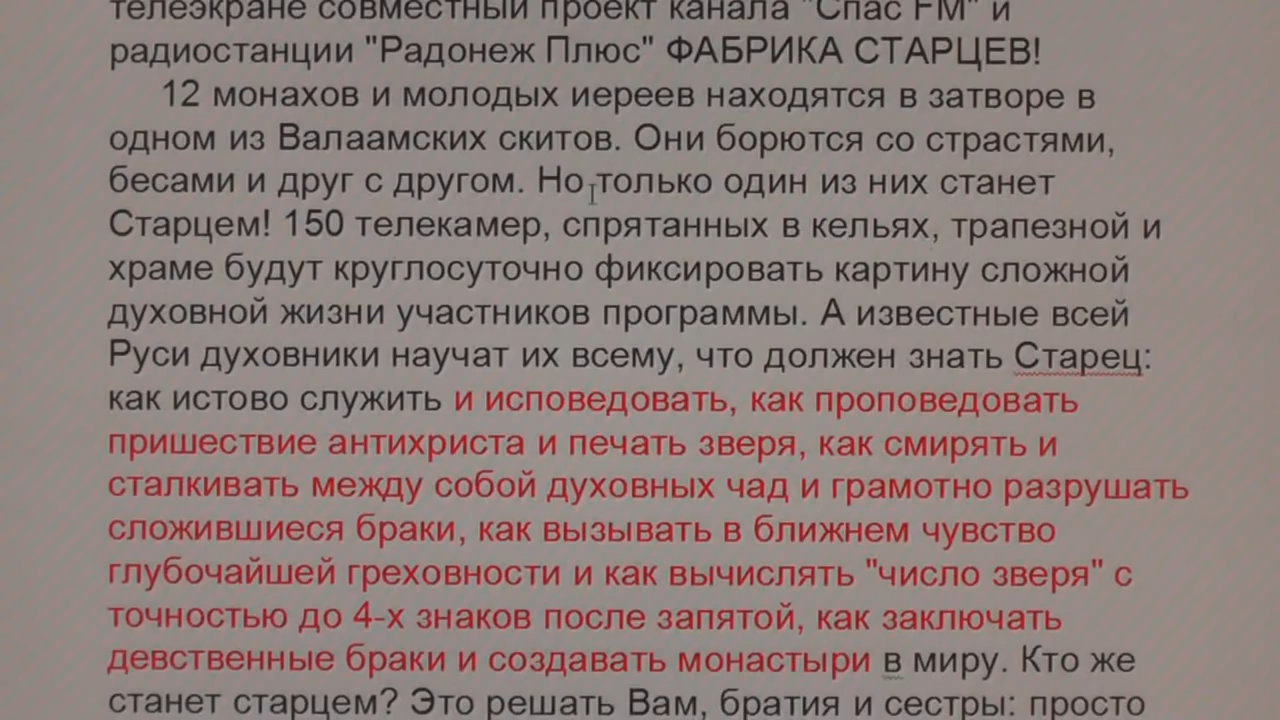 телеэкране совместный проект канала "Спас FM" и
радиостанции "Радонеж Плюс" ФАБРИКА СТАРЦЕВ!
12 монахов и молодых иереев находятся в затворе в
одном из Валаамских скитов. Они борются со страстями,
бесами и друг с другом. Но только один из них станет
Старцем! 150 телекамер, спрятанных в кельях, трапезной и
храме будут круглосуточно фиксировать картину сложной
духовной жизни участников программы. А известные всей
Руси духовники научат их всему, что должен знать Старец:
как истово служить и исповедовать, как проповедовать
пришествие антихриста и печать зверя, как смирять и
сталкивать между собой духовных чад и грамотно разрушать
сложившиеся браки, как вызывать в ближнем чувство
глубочайшей греховности и как вычислять "число зверя" с
точностью до 4-х знаков после запятой, как заключать
девственные браки и создавать монастыри в миру. Кто же
станет старцем? Это решать Вам, братия и сестры: просто